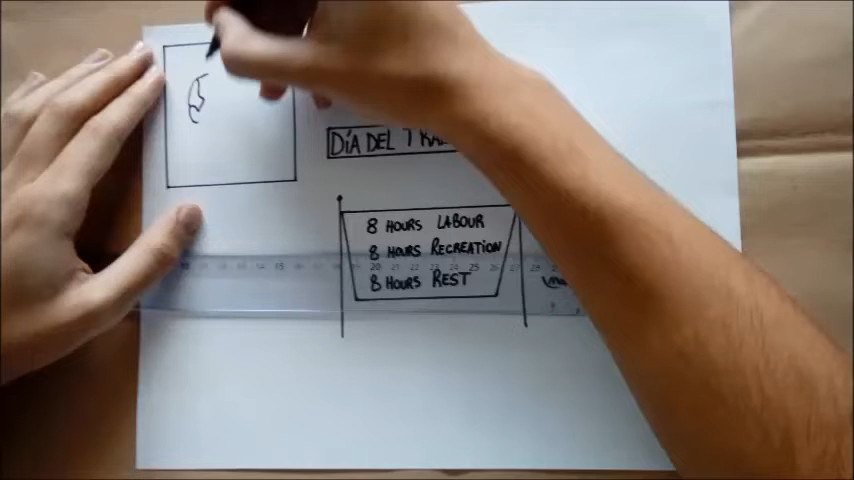 DÍA DEL
8 HOURS LABOUR
8 HOURS RECREATION
8 HOURS REST